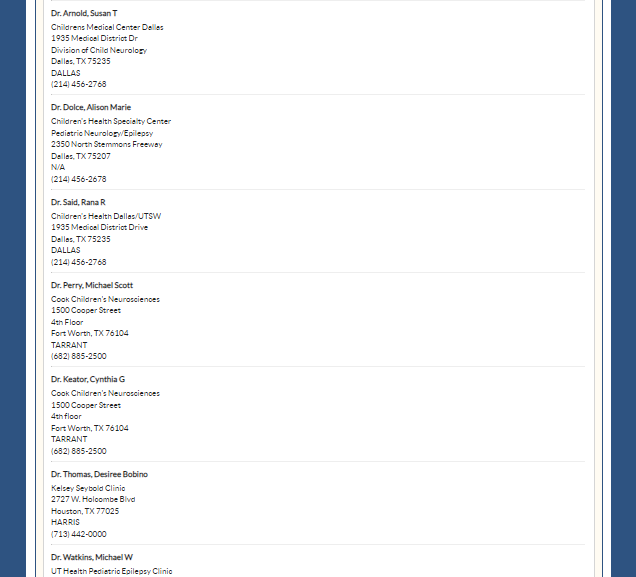 Dr. Arnold, Susan T
Childrens Medical Center Dallas
1935 Medical District Dr
Division of Child Neurology
Dallas, TX 75235
DALLAS
(214) 456-2768
Dr. Dolce, Alison Marie
Children's Health Specialty Center
Pediatric Neurology/Epilepsy
2350 North Stemmons Freeway
Dallas, TX 75207
N/A
(214) 456-2678
Dr. Said, Rana R
Children's Health Dallas/UTSW
1935 Medical District Drive
Dallas, TX 75235
DALLAS
(214) 456-2768
Dr. Perry, Michael Scott
Cook Children's Neurosciences
1500 Cooper Street
4th Floor
Fort Worth, TX 76104
TARRANT
(682) 885-2500
Dr. Keator, Cynthia G
Cook Children's Neurosciences
1500 Cooper Street
4th floor
Fort Worth, TX 76104
TARRANT
(682) 885-2500
Dr. Thomas, Desiree Bobino
Kelsey Seybold Clinic
2727 W. Holcombe Blvd
Houston, TX 77025
HARRIS
(713) 442-0000
Dr. Watkins, Michael W
UT Health Pediatric Epilepsy Clinic